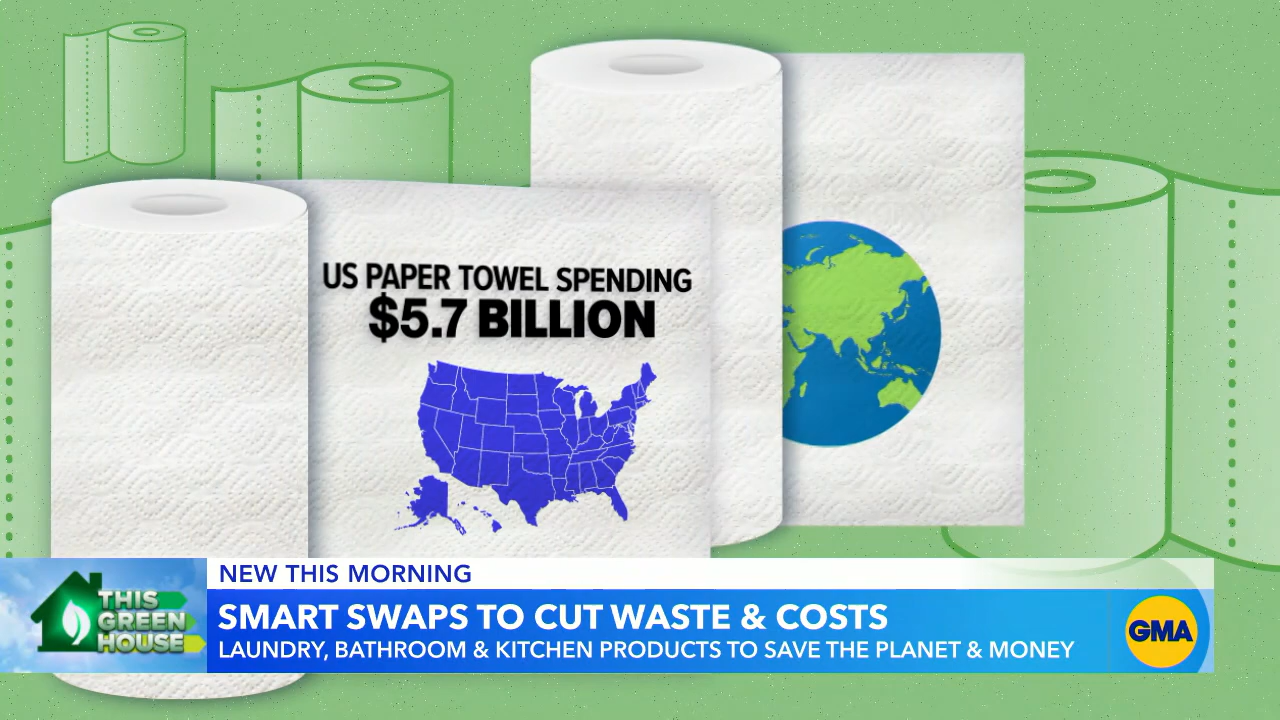 US PAPER TOWEL SPENDING
$5.7 BILLION
NEW THIS MORNING
THIS
GREEN
HOUSE
SMART SWAPS TO CUT WASTE & COSTS
LAUNDRY, BATHROOM & KITCHEN PRODUCTS TO SAVE THE PLANET & MONEY
GMA